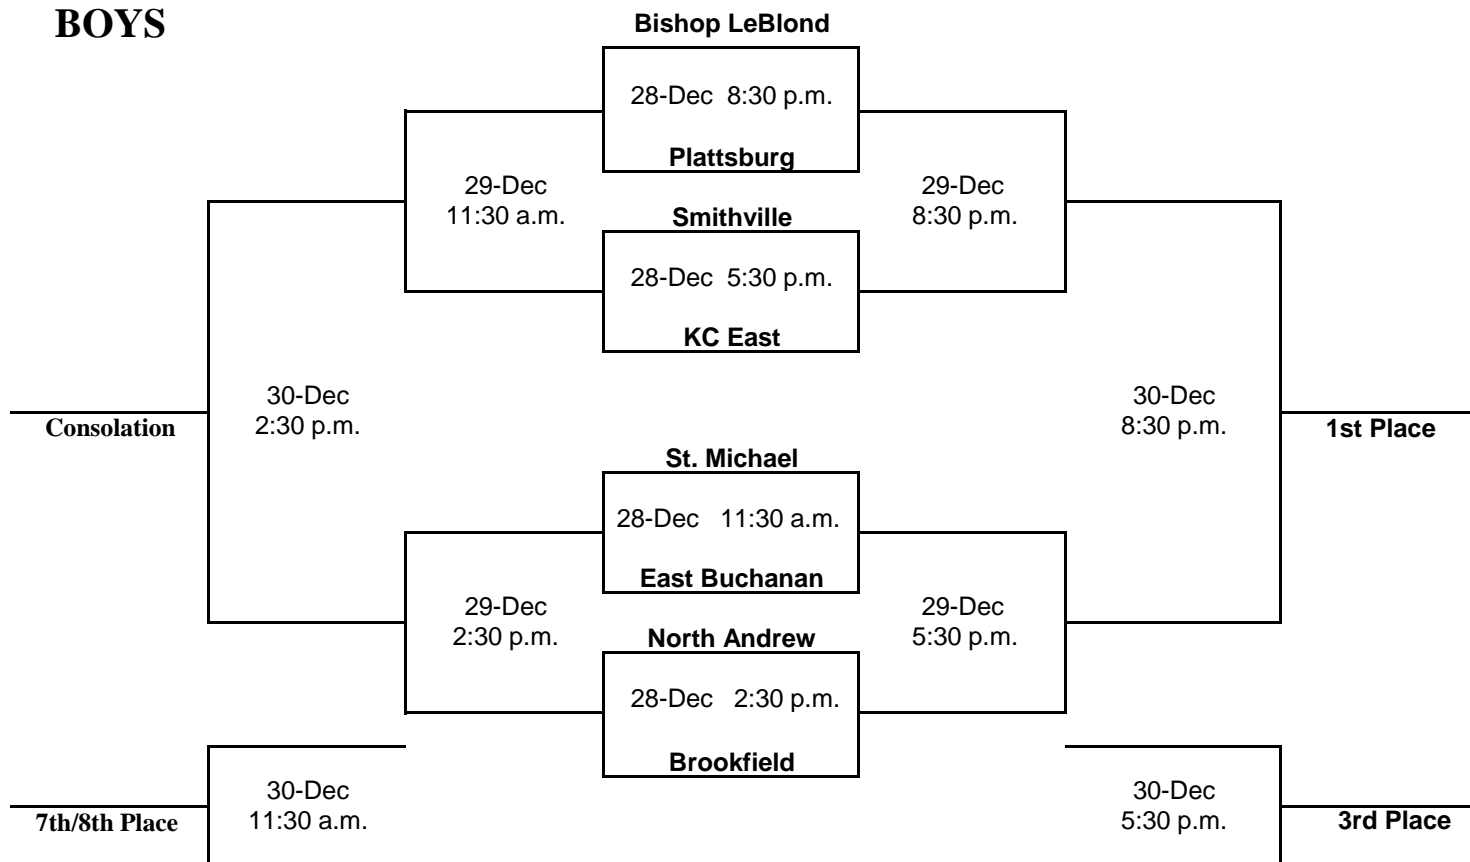 BOYS
Bishop LeBlond
28-Dec 8:30 p.m.
Plattsburg
29-Dec
11:30 a.m.
29-Dec
8:30 p.m.
Smithville
28-Dec 5:30 p.m.
KC East
30-Dec
2:30 p.m.
Consolation
30-Dec
8:30 p.m.
1st Place
St. Michael
28-Dec 11:30 a.m.
East Buchanan
29-Dec
2:30 p.m.
29-Dec
5:30 p.m.
North Andrew
28-Dec 2:30 p.m.
Brookfield
30-Dec
11:30 a.m.
7th/8th Place
30-Dec
5:30 p.m.
3rd Place